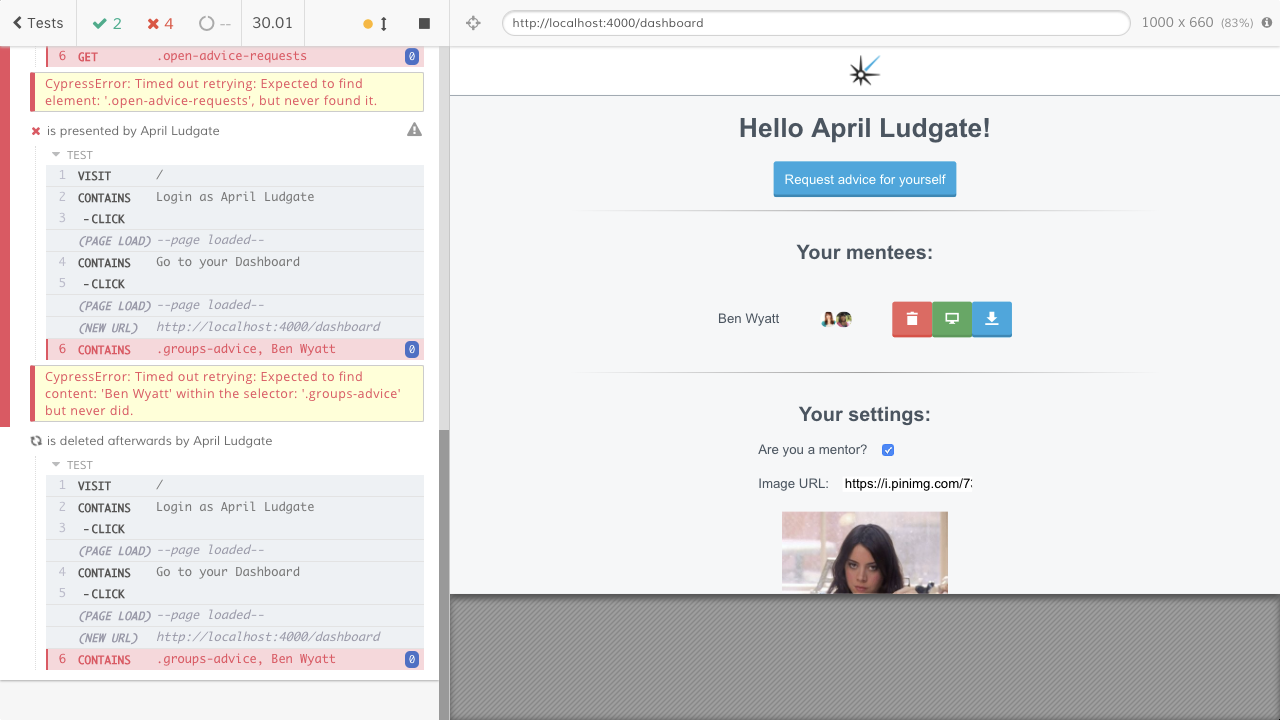 Tests
2
4
--
30.01
http://localhost:4000/dashboard
1000 x 660 (83%)
6 GET .open-advice-requests 0
CypressError: Timed out retrying: Expected to find
element: '.open-advice-requests', but never found it.
is presented by April Ludgate
TEST
1 VISIT /
2 CONTAINS Login as April Ludgate
3 - CLICK
(PAGE LOAD) --page loaded--
4 CONTAINS Go to your Dashboard
5 - CLICK
(PAGE LOAD) --page loaded--
(NEW URL) http://localhost:4000/dashboard
6 CONTAINS .groups-advice, Ben Wyatt 0
CypressError: Timed out retrying: Expected to find
content: 'Ben Wyatt' within the selector: '.groups-advice'
but never did.
is deleted afterwards by April Ludgate
TEST
1 VISIT /
2 CONTAINS Login as April Ludgate
3 - CLICK
(PAGE LOAD) --page loaded--
4 CONTAINS Go to your Dashboard
5 - CLICK
(PAGE LOAD) --page loaded--
(NEW URL) http://localhost:4000/dashboard
6 CONTAINS .groups-advice, Ben Wyatt 0
Hello April Ludgate!
Request advice for yourself
Your mentees:
Ben Wyatt
Your settings:
Are you a mentor?
Image URL: https://i.pinimg.com/7